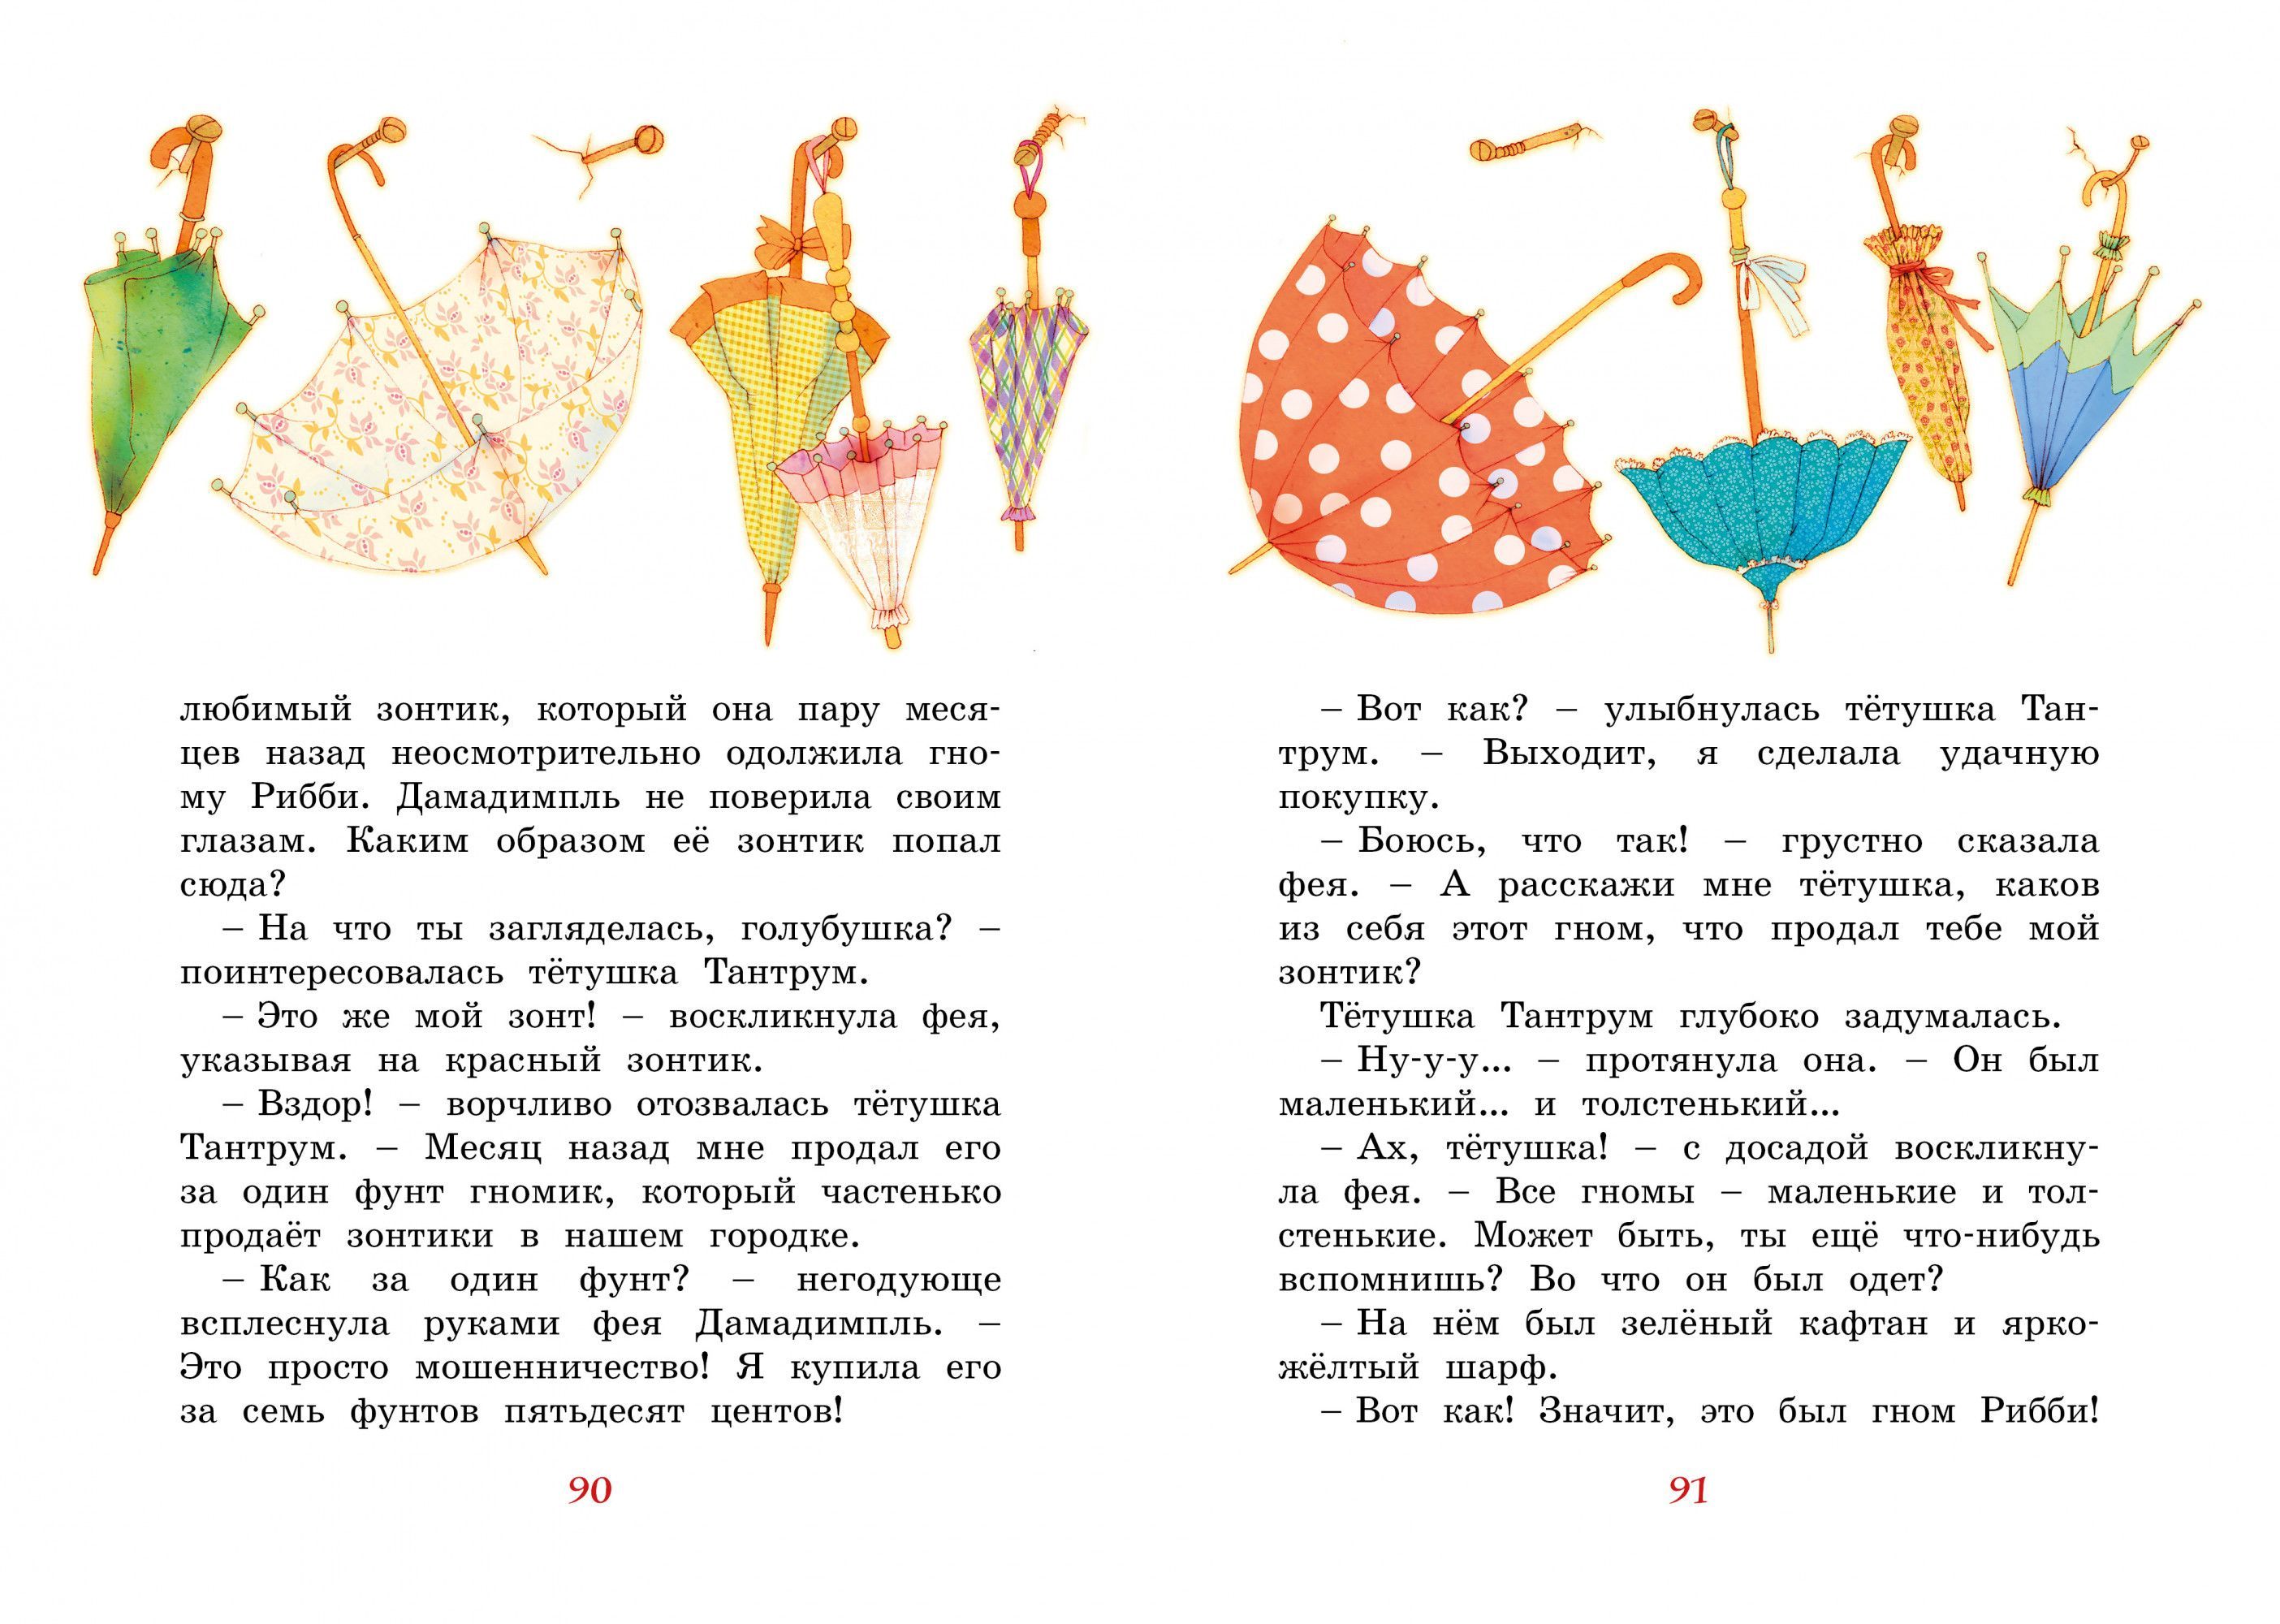 любимый зонтик, который она пару меся-
цев назад неосмотрительно одолжила гно-
му Рибби. Дамадимпль не поверила своим
глазам. Каким образом её зонтик попал
сюда?
– На что ты загляделась, голубушка? –
поинтересовалась тётушка Тантрум.
– Это же мой зонт! – воскликнула фея,
указывая на красный зонтик.
– Вздор! – ворчливо отозвалась тётушка
Тантрум. – Месяц назад мне продал его
за один фунт гномик, который частенько
продаёт зонтики в нашем городке.
– Как за один фунт? – негодующе
всплеснула руками фея Дамадимпль. –
Это просто мошенничество! Я купила его
за семь фунтов пятьдесят центов!
90
– Вот как? – улыбнулась тётушка Тан-
трум. – Выходит, я сделала удачную
покупку.
– Боюсь, что так! – грустно сказала
фея. – А расскажи мне тётушка, каков
из себя этот гном, что продал тебе мой
зонтик?
Тётушка Тантрум глубоко задумалась.
– Ну-у-у... – протянула она. – Он был
маленький... и толстенький...
– Ах, тётушка! – с досадой воскликну-
ла фея. – Все гномы – маленькие и тол-
стенькие. Может быть, ты ещё что-нибудь
вспомнишь? Во что он был одет?
– На нём был зелёный кафтан и ярко-
жёлтый шарф.
– Вот как! Значит, это был гном Рибби!
91